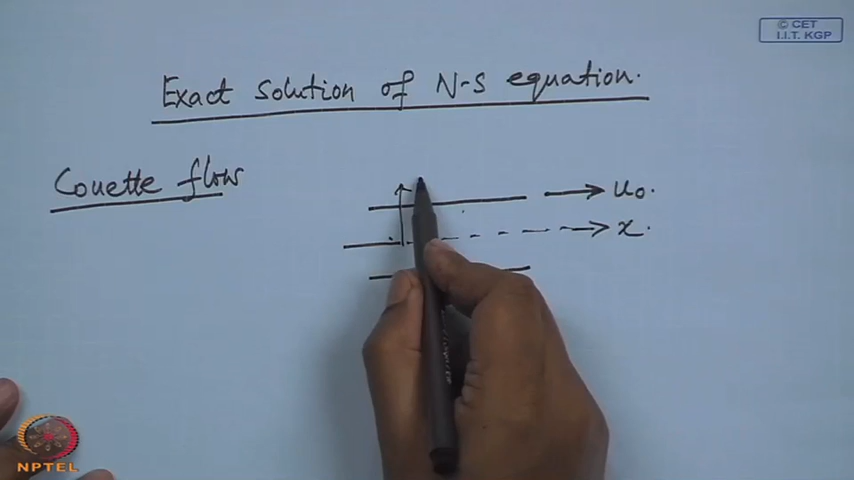 © CET
I.I.T. KGP
Exact solution of N-S equation.
Couette flow
u₀.
x.
NPTEL